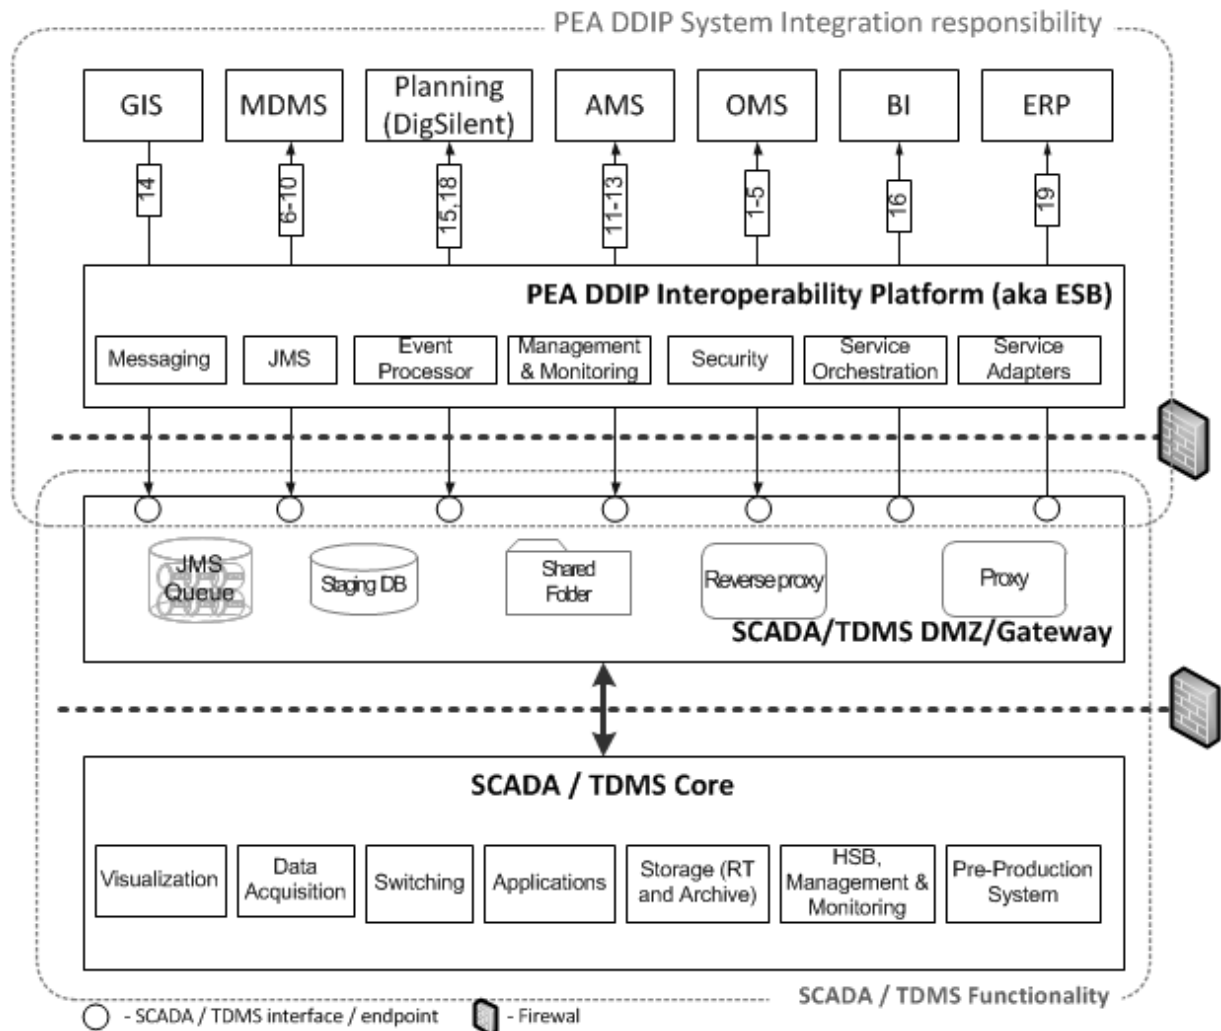 PEA DDIP System Integration responsibility
GIS
MDMS
Planning
(DigSilent)
AMS
OMS
BI
ERP
14
6-10
15,18
11-13
1-5
16
19
PEA DDIP Interoperability Platform (aka ESB)
Messaging
JMS
Event
Processor
Management
& Monitoring
Security
Service
Orchestration
Service
Adapters
JMS
Queue
Staging DB
Shared
Folder
Reverse proxy
Proxy
SCADA/TDMS DMZ/Gateway
SCADA / TDMS Core
Visualization
Data
Acquisition
Switching
Applications
Storage (RT
and Archive)
HSB,
Management &
Monitoring
Pre-Production
System
SCADA / TDMS Functionality
- SCADA / TDMS interface / endpoint
- Firewall